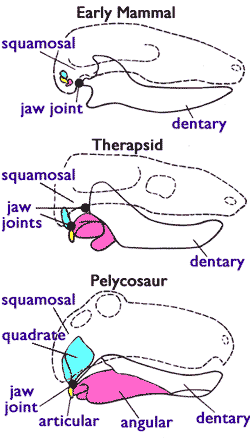 Early Mammal
squamosal
jaw joint
dentary
Therapsid
squamosal
jaw
joints
dentary
Pelycosaur
squamosal
quadrate
jaw
joint
articular
angular
dentary